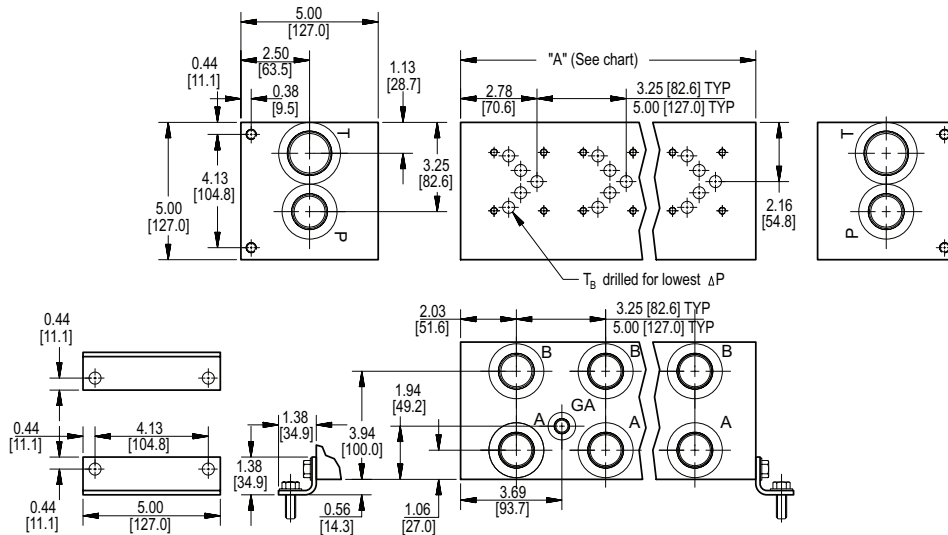 5.00
[127.0]
2.50
[63.5]
0.44
[11.1]
0.38
[9.5]
1.13
[28.7]
"A" (See chart)
2.78
[70.6]
3.25 [82.6] TYP
5.00 [127.0] TYP
T
P
4.13
[104.8]
5.00
[127.0]
3.25
[82.6]
2.16
[54.8]
T
P
TB drilled for lowest ΔP
2.03
[51.6]
3.25 [82.6] TYP
5.00 [127.0] TYP
0.44
[11.1]
B
B
B
1.94
[49.2]
GA
A
A
A
0.44
[11.1]
4.13
[104.8]
1.38
[34.9]
1.38
[34.9]
3.94
[100.0]
0.44
[11.1]
5.00
[127.0]
0.56
[14.3]
1.06
[27.0]
3.69
[93.7]